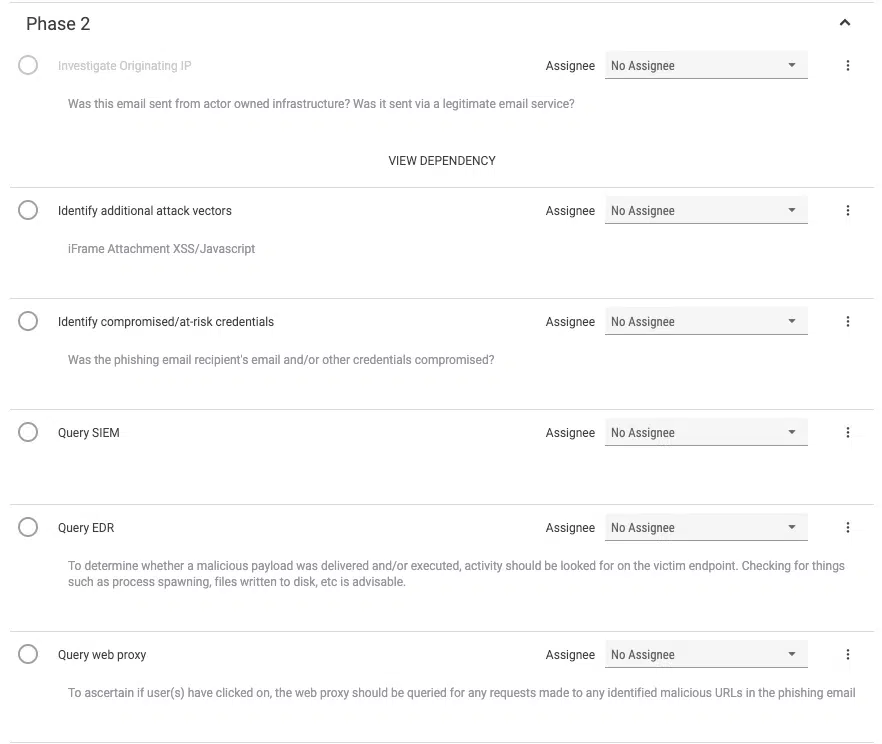 Phase 2
Investigate Originating IP
Assignee
No Assignee
Was this email sent from actor owned infrastructure? Was it sent via a legitimate email service?
VIEW DEPENDENCY
Identify additional attack vectors
Assignee
No Assignee
iFrame Attachment XSS/Javascript
Identify compromised/at-risk credentials
Assignee
No Assignee
Was the phishing email recipient's email and/or other credentials compromised?
Query SIEM
Assignee
No Assignee
Query EDR
Assignee
No Assignee
To determine whether a malicious payload was delivered and/or executed, activity should be looked for on the victim endpoint. Checking for things
such as process spawning, files written to disk, etc is advisable.
Query web proxy
Assignee
No Assignee
To ascertain if user(s) have clicked on, the web proxy should be queried for any requests made to any identified malicious URLs in the phishing email